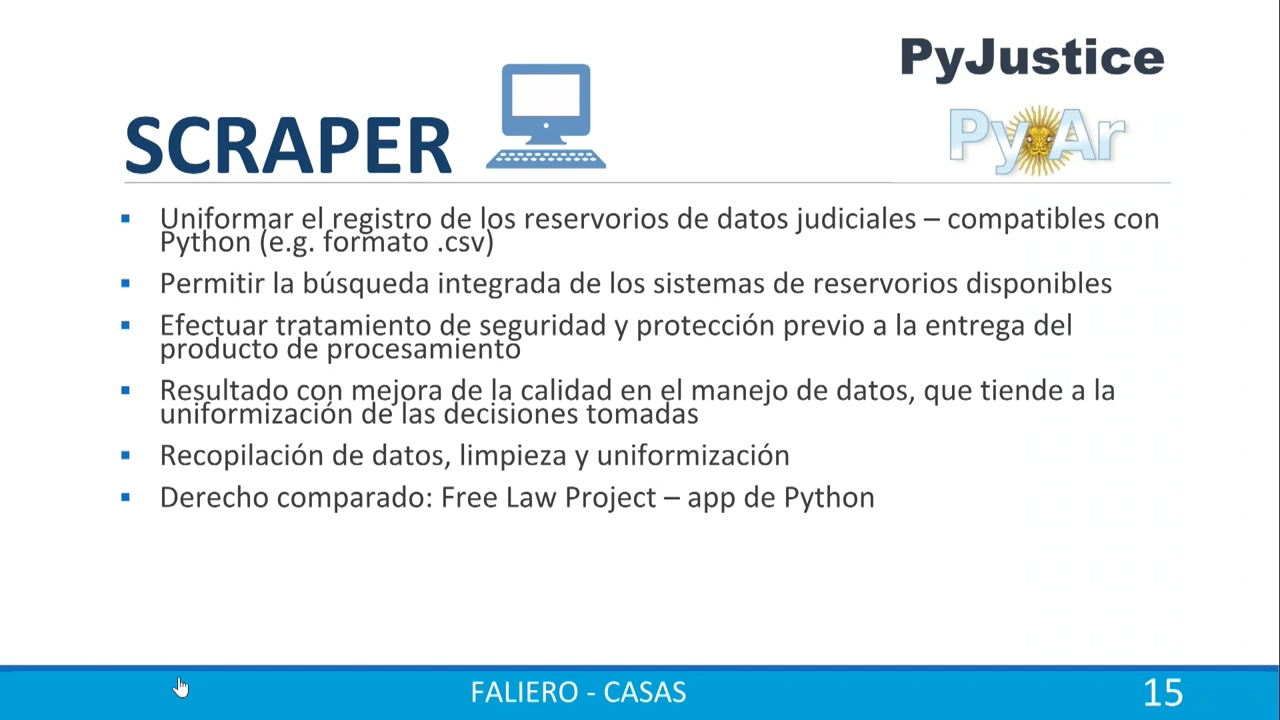 PyJustice
PyAr
SCRAPER
▪ Uniformar el registro de los reservorios de datos judiciales – compatibles con
Python (e.g. formato .csv)
▪ Permitir la búsqueda integrada de los sistemas de reservorios disponibles
▪ Efectuar tratamiento de seguridad y protección previo a la entrega del
producto de procesamiento
▪ Resultado con mejora de la calidad en el manejo de datos, que tiende a la
uniformización de las decisiones tomadas
▪ Recopilación de datos, limpieza y uniformización
▪ Derecho comparado: Free Law Project – app de Python
FALIERO - CASAS
15